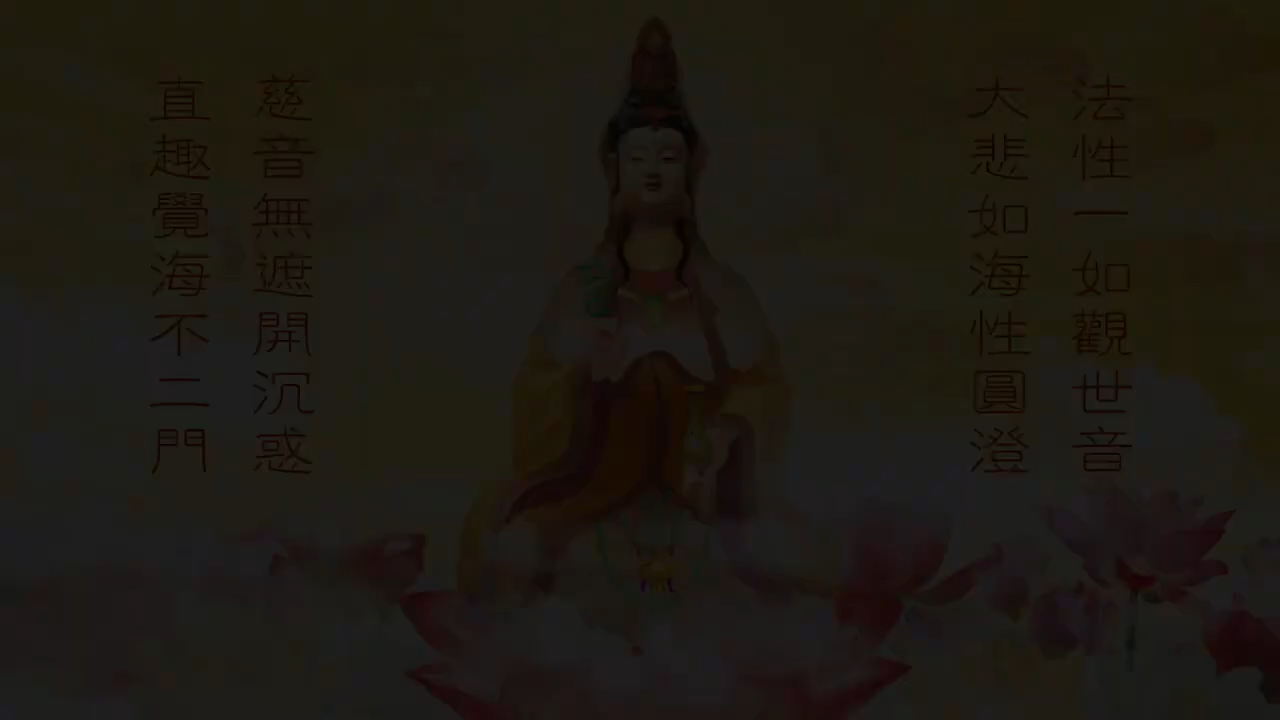 法性一如觀世音
大悲如海性圓澄
慈音無遮開沉惑
直趣覺海不二門